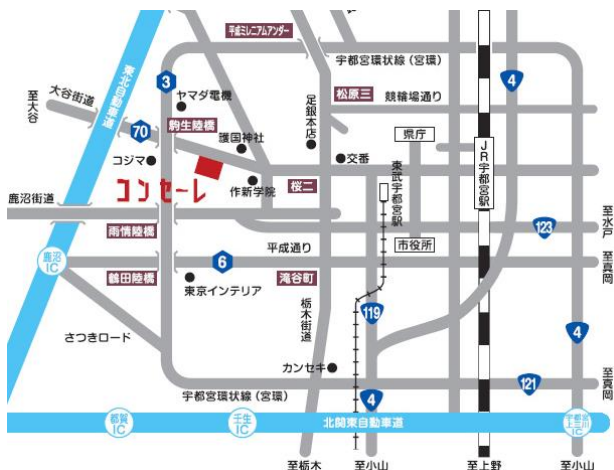 平成ミレニアムアンダー
宇都宮環状線（宮環）
東北自動車道
3
4
ヤマダ電機
足銀本店
松原三
競輪場通り
至大谷
大谷街道
70
駒生陸橋
護国神社
県庁
JR宇都宮駅
コジマ
交番
東武宇都宮駅
コンセーレ
作新学院
桜二
鹿沼街道
至水戸
雨情陸橋
123
平成通り
市役所
鹿沼IC
6
至真岡
鶴田陸橋
東京インテリア
滝谷町
栃木街道
119
さつきロード
4
カンセキ
121
至真岡
宇都宮環状線（宮環）
4
都賀IC
壬生IC
北関東自動車道
宇都宮上三川IC
至栃木
至小山
至上野
至小山